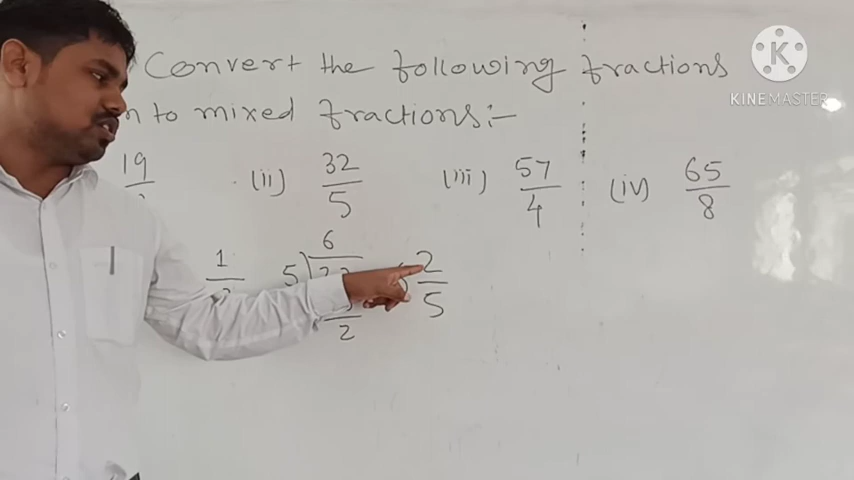 Convert the following fractions
n to mixed fractions:-
19 (ii) 32/5 (iii) 57/4 (iv) 65/8
1 5) 6 2/5
2
K
KINEMASTER